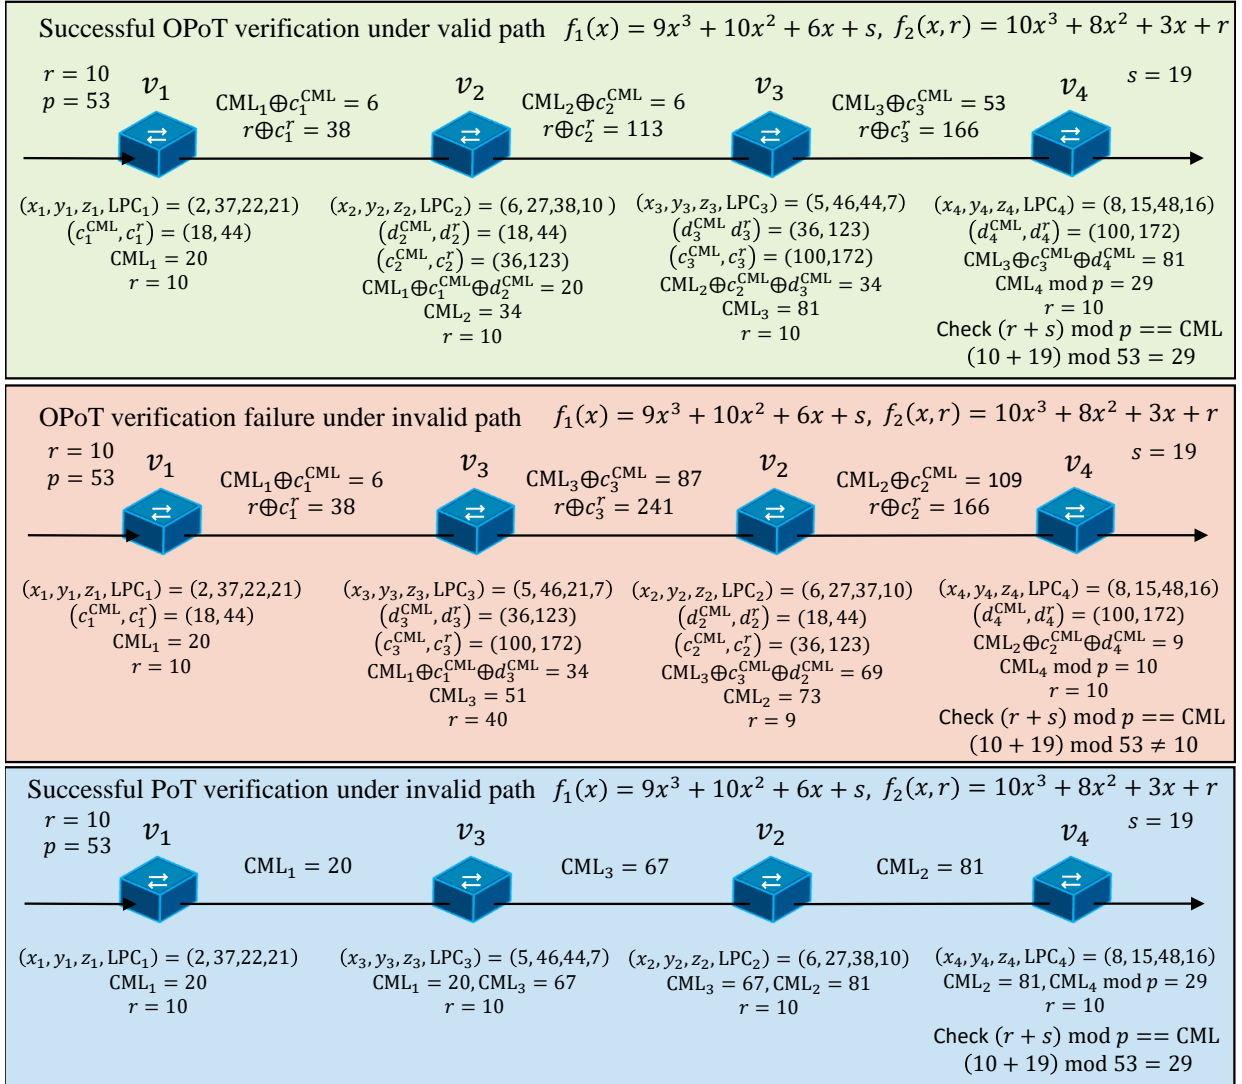 Successful OPoT verification under valid path f₁(x) = 9x³ + 10x² + 6x + s, f₂(x, r) = 10x³ + 8x² + 3x + r
r = 10
p = 53
v₁
CML₁⊕c₁^CML = 6
r⊕c₁^r = 38
v₂
CML₂⊕c₂^CML = 6
r⊕c₂^r = 113
v₃
CML₃⊕c₃^CML = 53
r⊕c₃^r = 166
v₄
s = 19
(x₁, y₁, z₁, LPC₁) = (2, 37,22,21)
(c₁^CML, c₁^r) = (18, 44)
CML₁ = 20
r = 10
(x₂, y₂, z₂, LPC₂) = (6, 27,38,10 )
(d₂^CML, d₂^r) = (18, 44)
(c₂^CML, c₂^r) = (36,123)
CML₁⊕c₁^CML⊕d₂^CML = 20
CML₂ = 34
r = 10
(x₃, y₃, z₃, LPC₃) = (5, 46,44,7)
(d₃^CML d₃^r) = (36, 123)
(c₃^CML, c₃^r) = (100,172)
CML₂⊕c₂^CML⊕d₃^CML = 34
CML₃ = 81
r = 10
(x₄, y₄, z₄, LPC₄) = (8, 15,48,16)
(d₄^CML, d₄^r) = (100, 172)
CML₃⊕c₃^CML⊕d₄^CML = 81
CML₄ mod p = 29
r = 10
Check (r + s) mod p == CML
(10 + 19) mod 53 = 29
OPoT verification failure under invalid path f₁(x) = 9x³ + 10x² + 6x + s, f₂(x, r) = 10x³ + 8x² + 3x + r
r = 10
p = 53
v₁
CML₁⊕c₁^CML = 6
r⊕c₁^r = 38
v₃
CML₃⊕c₃^CML = 87
r⊕c₃^r = 241
v₂
CML₂⊕c₂^CML = 109
r⊕c₂^r = 166
v₄
s = 19
(x₁, y₁, z₁, LPC₁) = (2, 37,22,21)
(c₁^CML, c₁^r) = (18, 44)
CML₁ = 20
r = 10
(x₃, y₃, z₃, LPC₃) = (5, 46,21,7)
(d₃^CML, d₃^r) = (36,123)
(c₃^CML, c₃^r) = (100, 172)
CML₁⊕c₁^CML⊕d₃^CML = 34
CML₃ = 51
r = 40
(x₂, y₂, z₂, LPC₂) = (6, 27,37,10)
(d₂^CML, d₂^r) = (18, 44)
(c₂^CML, c₂^r) = (36, 123)
CML₃⊕c₃^CML⊕d₂^CML = 69
CML₂ = 73
r = 9
(x₄, y₄, z₄, LPC₄) = (8, 15,48,16)
(d₄^CML, d₄^r) = (100, 172)
CML₂⊕c₂^CML⊕d₄^CML = 9
CML₄ mod p = 10
r = 10
Check (r + s) mod p == CML
(10 + 19) mod 53 ≠ 10
Successful PoT verification under invalid path f₁(x) = 9x³ + 10x² + 6x + s, f₂(x, r) = 10x³ + 8x² + 3x + r
r = 10
p = 53
v₁
CML₁ = 20
v₃
CML₃ = 67
v₂
CML₂ = 81
v₄
s = 19
(x₁, y₁, z₁, LPC₁) = (2, 37,22,21)
CML₁ = 20
r = 10
(x₃, y₃, z₃, LPC₃) = (5, 46,44,7)
CML₁ = 20, CML₃ = 67
r = 10
(x₂, y₂, z₂, LPC₂) = (6, 27,38,10)
CML₃ = 67, CML₂ = 81
r = 10
(x₄, y₄, z₄, LPC₄) = (8, 15,48,16)
CML₂ = 81, CML₄ mod p = 29
r = 10
Check (r + s) mod p == CML
(10 + 19) mod 53 = 29